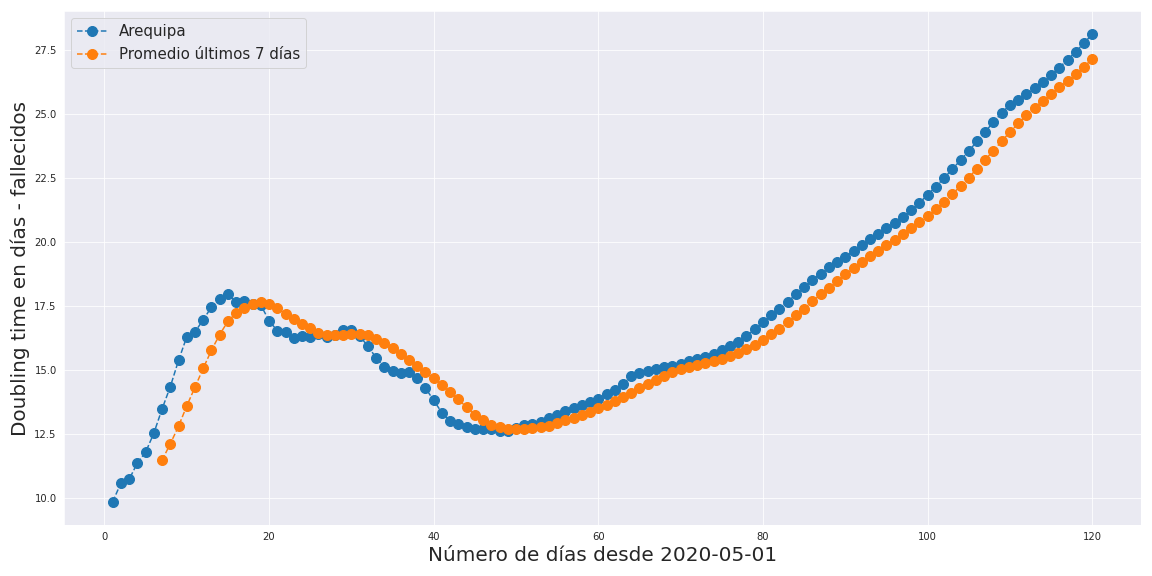 Arequipa
Promedio últimos 7 días
Doubling time en días - fallecidos
27.5
25.0
22.5
20.0
17.5
15.0
12.5
10.0
0 20 40 60 80 100 120
Número de días desde 2020-05-01